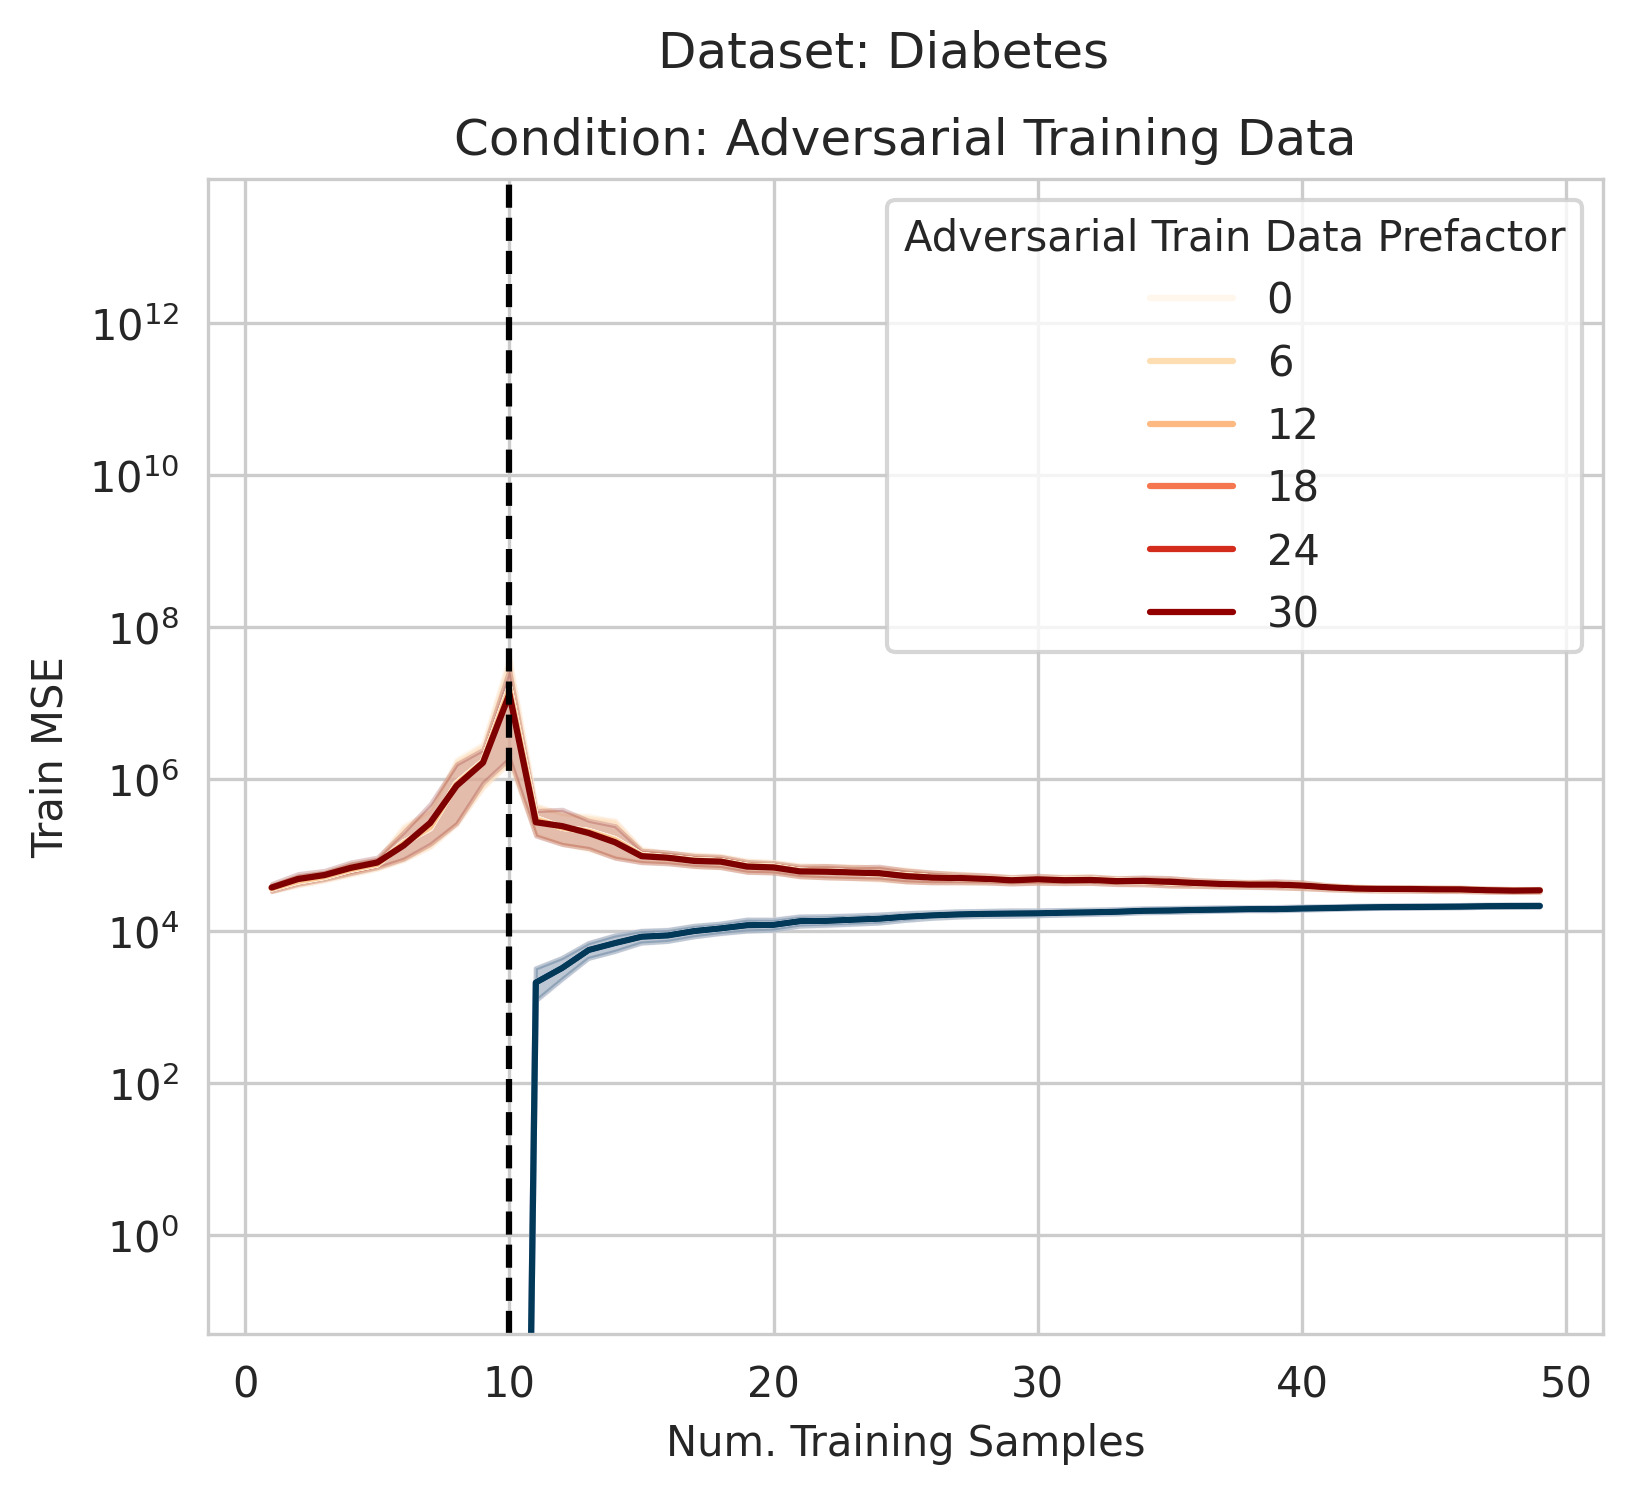 Dataset: Diabetes
Condition: Adversarial Training Data
Adversarial Train Data Prefactor
0
6
12
18
24
30
Train MSE
10¹²
10¹⁰
10⁸
10⁶
10⁴
10²
10⁰
0 10 20 30 40 50
Num. Training Samples